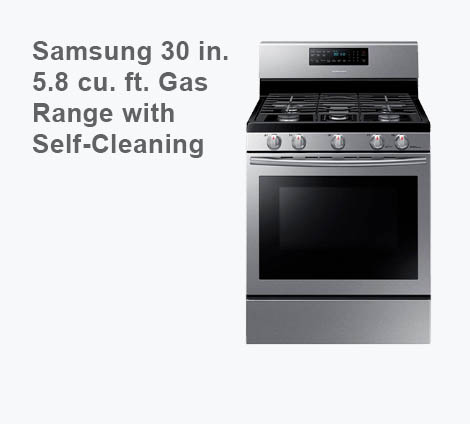 Samsung 30 in.
5.8 cu. ft. Gas
Range with
Self-Cleaning